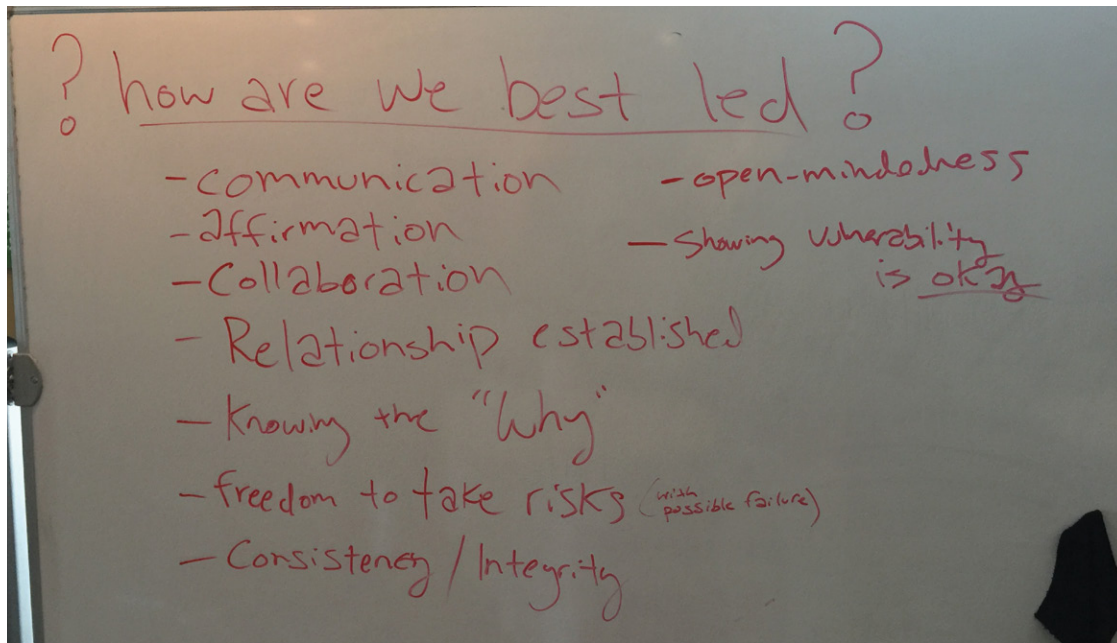 ? how are we best led ?
- communication
- affirmation
- Collaboration
- Relationship established
- Knowing the "Why"
- freedom to take risks (with possible failure)
- Consistency / Integrity
- open-mindedness
- Showing vulnerability
is okay